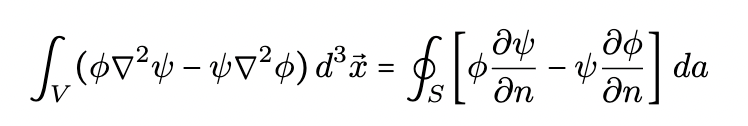 ∫_V (ϕ∇²ψ − ψ∇²ϕ) d³x⃗ = ∮_S [ϕ ∂ψ/∂n − ψ ∂ϕ/∂n] da